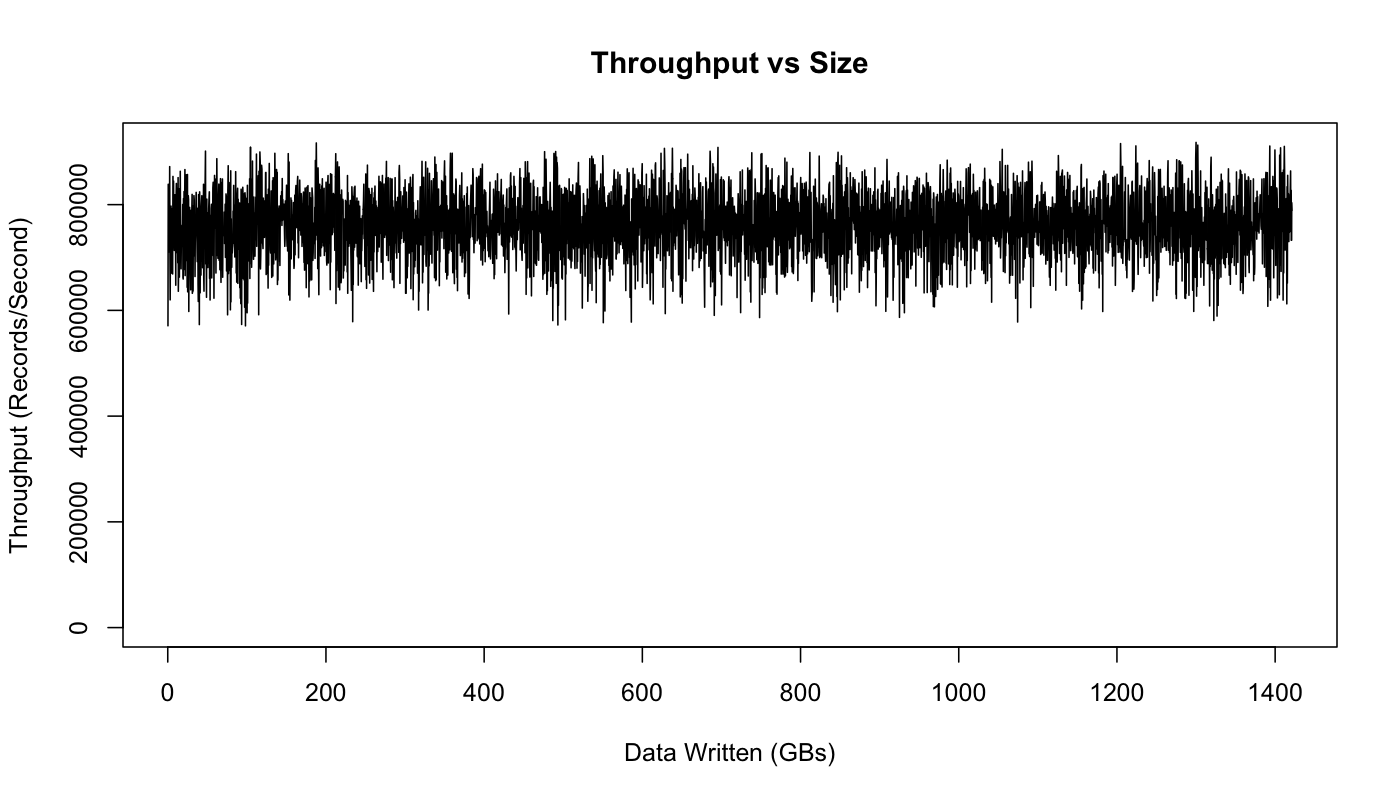 Throughput vs Size
Throughput (Records/Second)
800000
600000
400000
200000
0
0 200 400 600 800 1000 1200 1400
Data Written (GBs)